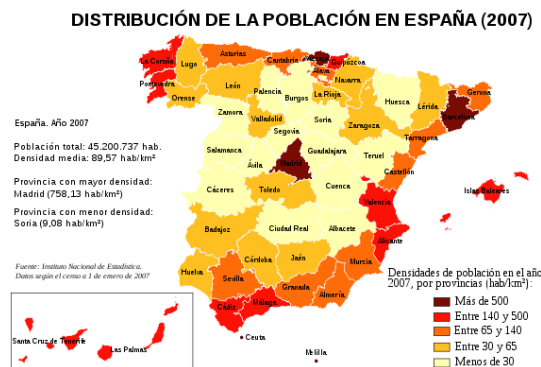 DISTRIBUCIÓN DE LA POBLACIÓN EN ESPAÑA (2007)
La Coruña
Lugo
Asturias
Cantabria
Vizcaya
Guipúzcoa
Pontevedra
Orense
León
Palencia
Burgos
Álava
Navarra
La Rioja
Huesca
Lérida
Gerona
Barcelona
Zamora
Valladolid
Soria
Zaragoza
Tarragona
Segovia
Salamanca
Ávila
Madrid
Guadalajara
Teruel
Castellón
Cáceres
Toledo
Cuenca
Valencia
Islas Baleares
Badajoz
Ciudad Real
Albacete
Alicante
Huelva
Sevilla
Córdoba
Jaén
Murcia
Cádiz
Málaga
Granada
Almería
Ceuta
Melilla
Santa Cruz de Tenerife
Las Palmas
España. Año 2007
Población total: 45.200.737 hab.
Densidad media: 89,57 hab/km²
Provincia con mayor densidad:
Madrid (758,13 hab/km²)
Provincia con menor densidad:
Soria (9,08 hab/km²)
Fuente: Instituto Nacional de Estadística.
Datos según el censo a 1 de enero de 2007
Densidades de población en el año
2007, por provincias (hab/km²):
Más de 500
Entre 140 y 500
Entre 65 y 140
Entre 30 y 65
Menos de 30